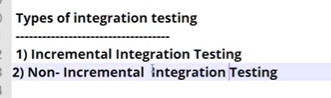 Types of integration testing
-----------------------------------
1) Incremental Integration Testing
2) Non- Incremental  Integration Testing